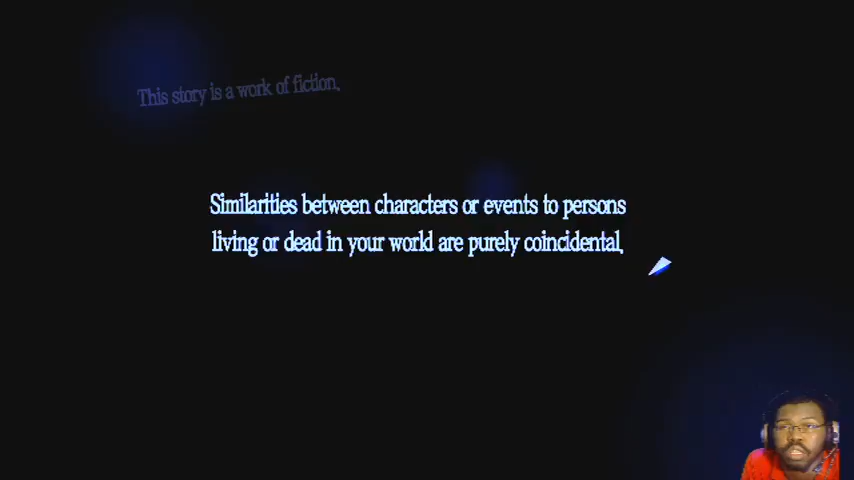 This story is a work of fiction.
Similarities between characters or events to persons
living or dead in your world are purely coincidental.